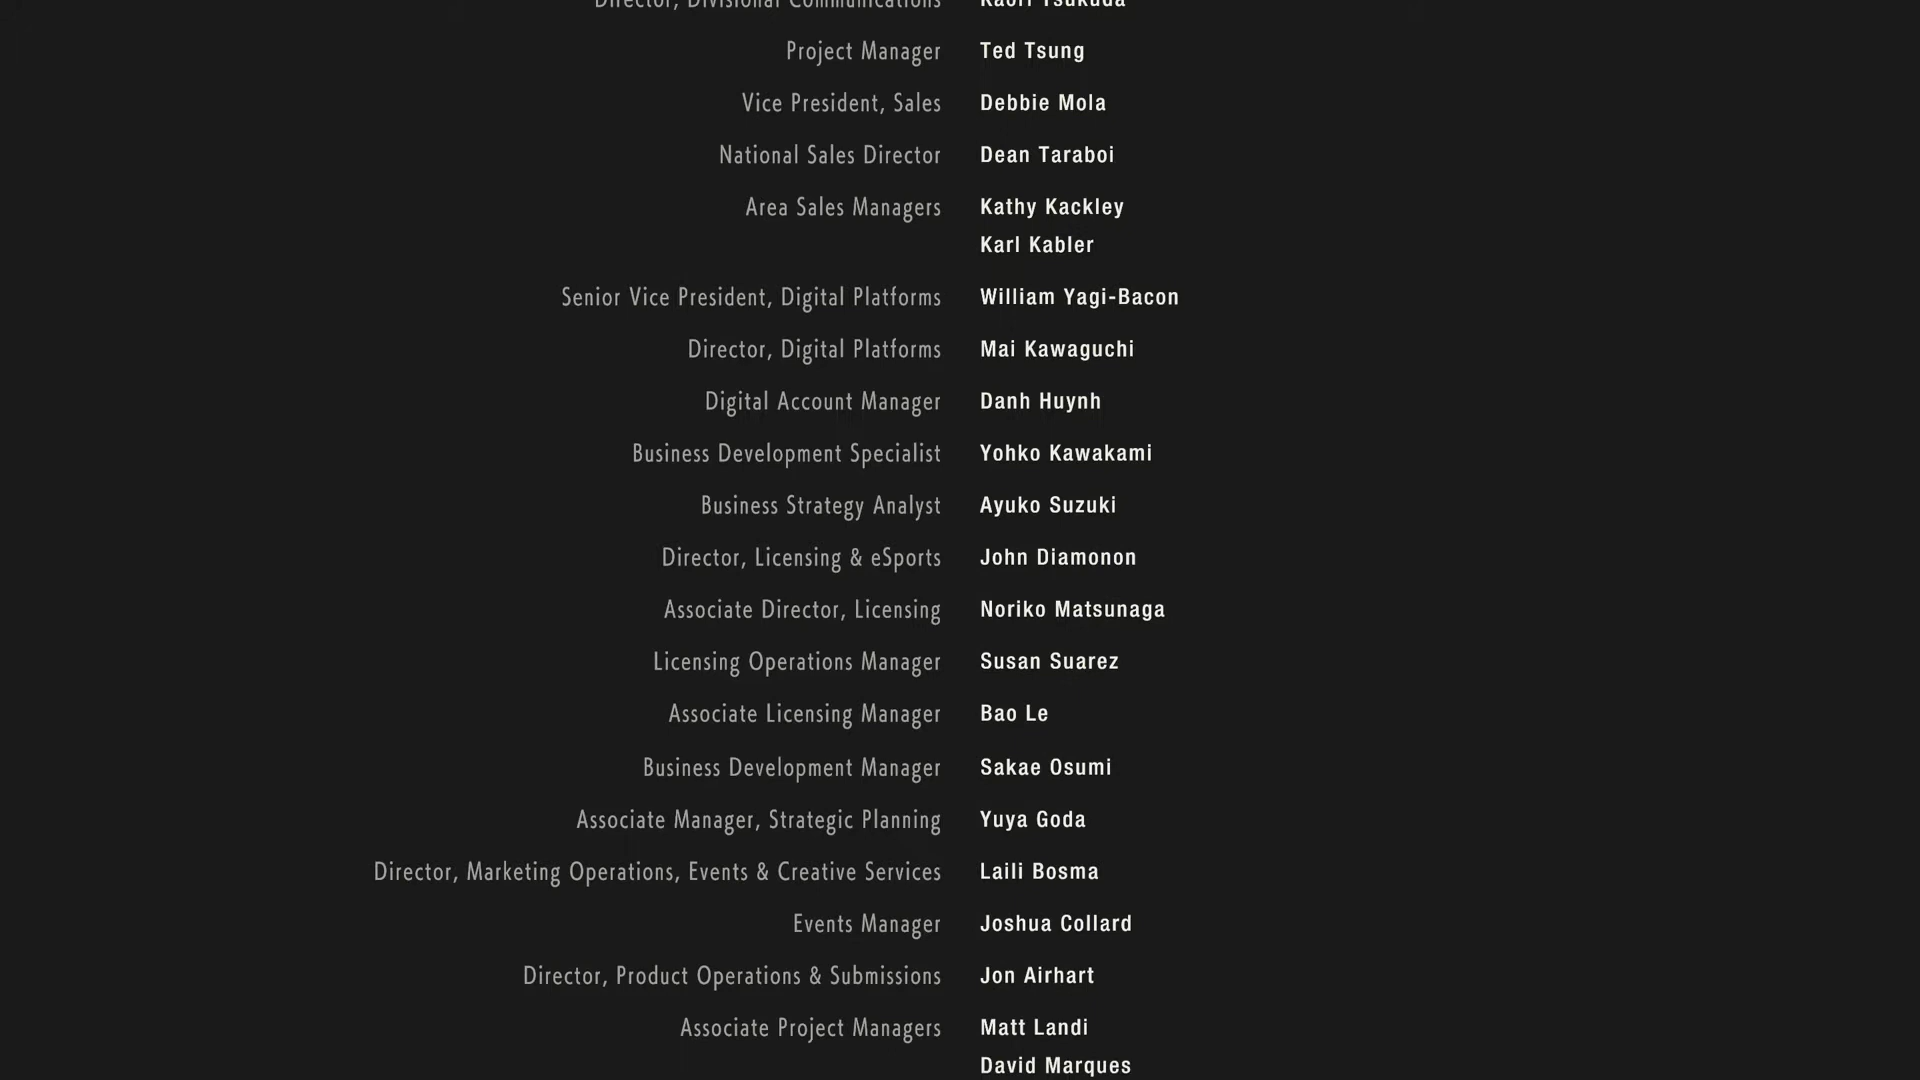 Director, Divisional Communications Kaori Tsukuda
Project Manager Ted Tsung
Vice President, Sales Debbie Mola
National Sales Director Dean Taraboi
Area Sales Managers Kathy Kackley
Karl Kabler
Senior Vice President, Digital Platforms William Yagi-Bacon
Director, Digital Platforms Mai Kawaguchi
Digital Account Manager Danh Huynh
Business Development Specialist Yohko Kawakami
Business Strategy Analyst Ayuko Suzuki
Director, Licensing & eSports John Diamonon
Associate Director, Licensing Noriko Matsunaga
Licensing Operations Manager Susan Suarez
Associate Licensing Manager Bao Le
Business Development Manager Sakae Osumi
Associate Manager, Strategic Planning Yuya Goda
Director, Marketing Operations, Events & Creative Services Laili Bosma
Events Manager Joshua Collard
Director, Product Operations & Submissions Jon Airhart
Associate Project Managers Matt Landi
David Marques